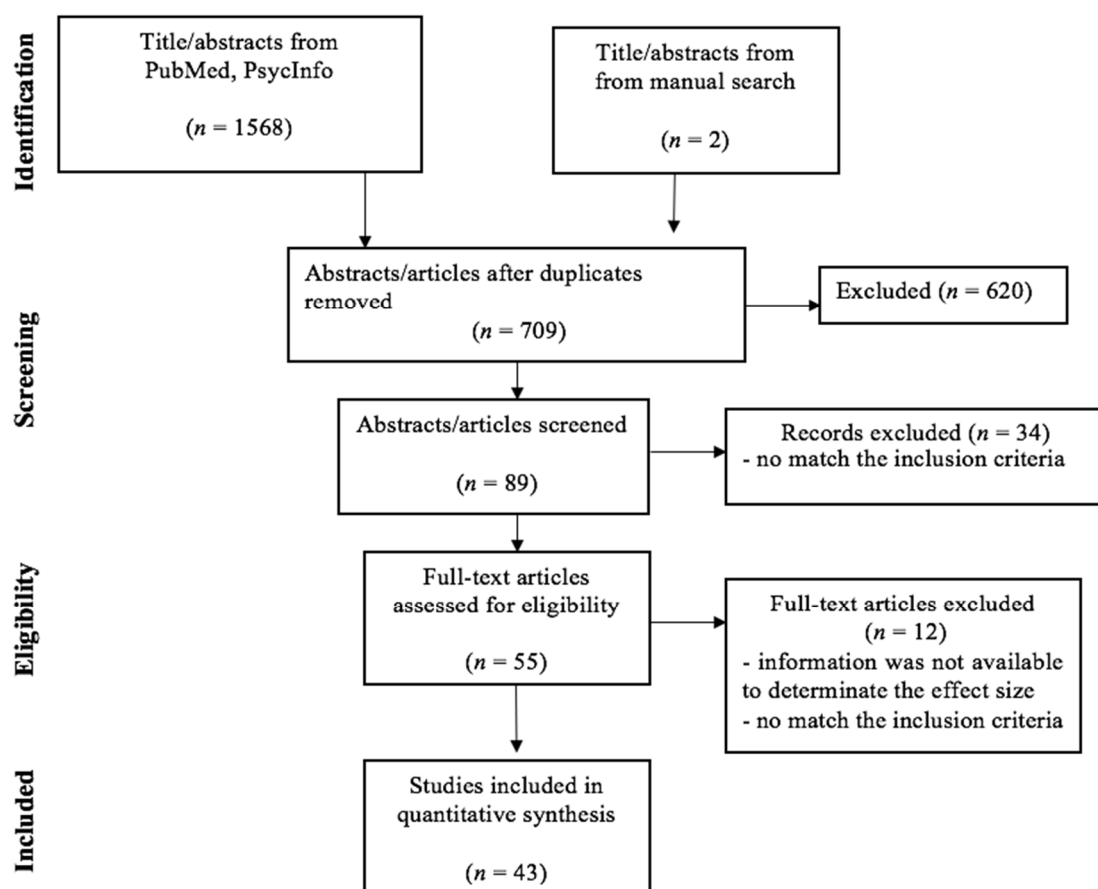 Identification
Title/abstracts from
PubMed, PsycInfo
(n = 1568)
Title/abstracts from
from manual search
(n = 2)
Screening
Abstracts/articles after duplicates
removed
(n = 709)
Excluded (n = 620)
Abstracts/articles screened
(n = 89)
Records excluded (n = 34)
- no match the inclusion criteria
Eligibility
Full-text articles
assessed for eligibility
(n = 55)
Full-text articles excluded
(n = 12)
- information was not available
to determinate the effect size
- no match the inclusion criteria
Included
Studies included in
quantitative synthesis
(n = 43)